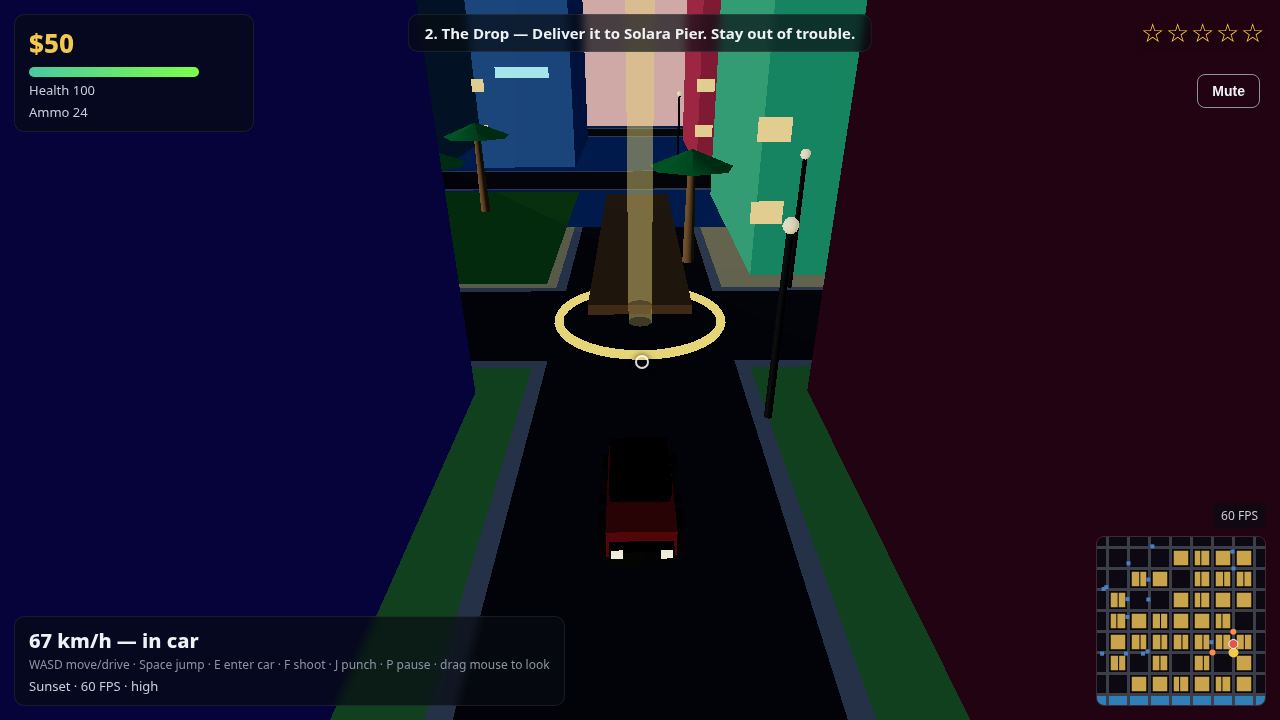 $50
Health 100
Ammo 24
2. The Drop — Deliver it to Solara Pier. Stay out of trouble.
☆☆☆☆☆
Mute
60 FPS
67 km/h — in car
WASD move/drive · Space jump · E enter car · F shoot · J punch · P pause · drag mouse to look
Sunset · 60 FPS · high